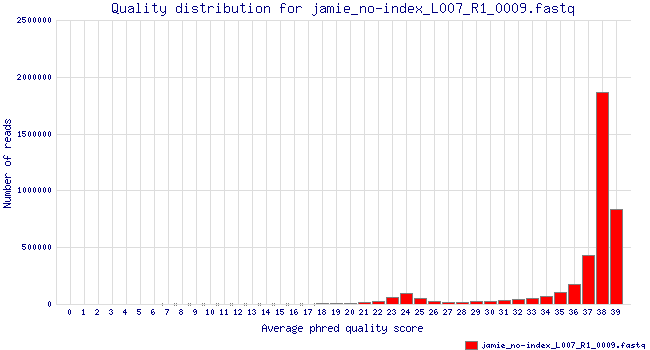 Quality distribution for jamie_no-index_L007_R1_0009.fastq
2500000
2000000
1500000
1000000
500000
0
Number of reads
0 1 2 3 4 5 6 7 8 9 10 11 12 13 14 15 16 17 18 19 20 21 22 23 24 25 26 27 28 29 30 31 32 33 34 35 36 37 38 39
Average phred quality score
jamie_no-index_L007_R1_0009.fastq